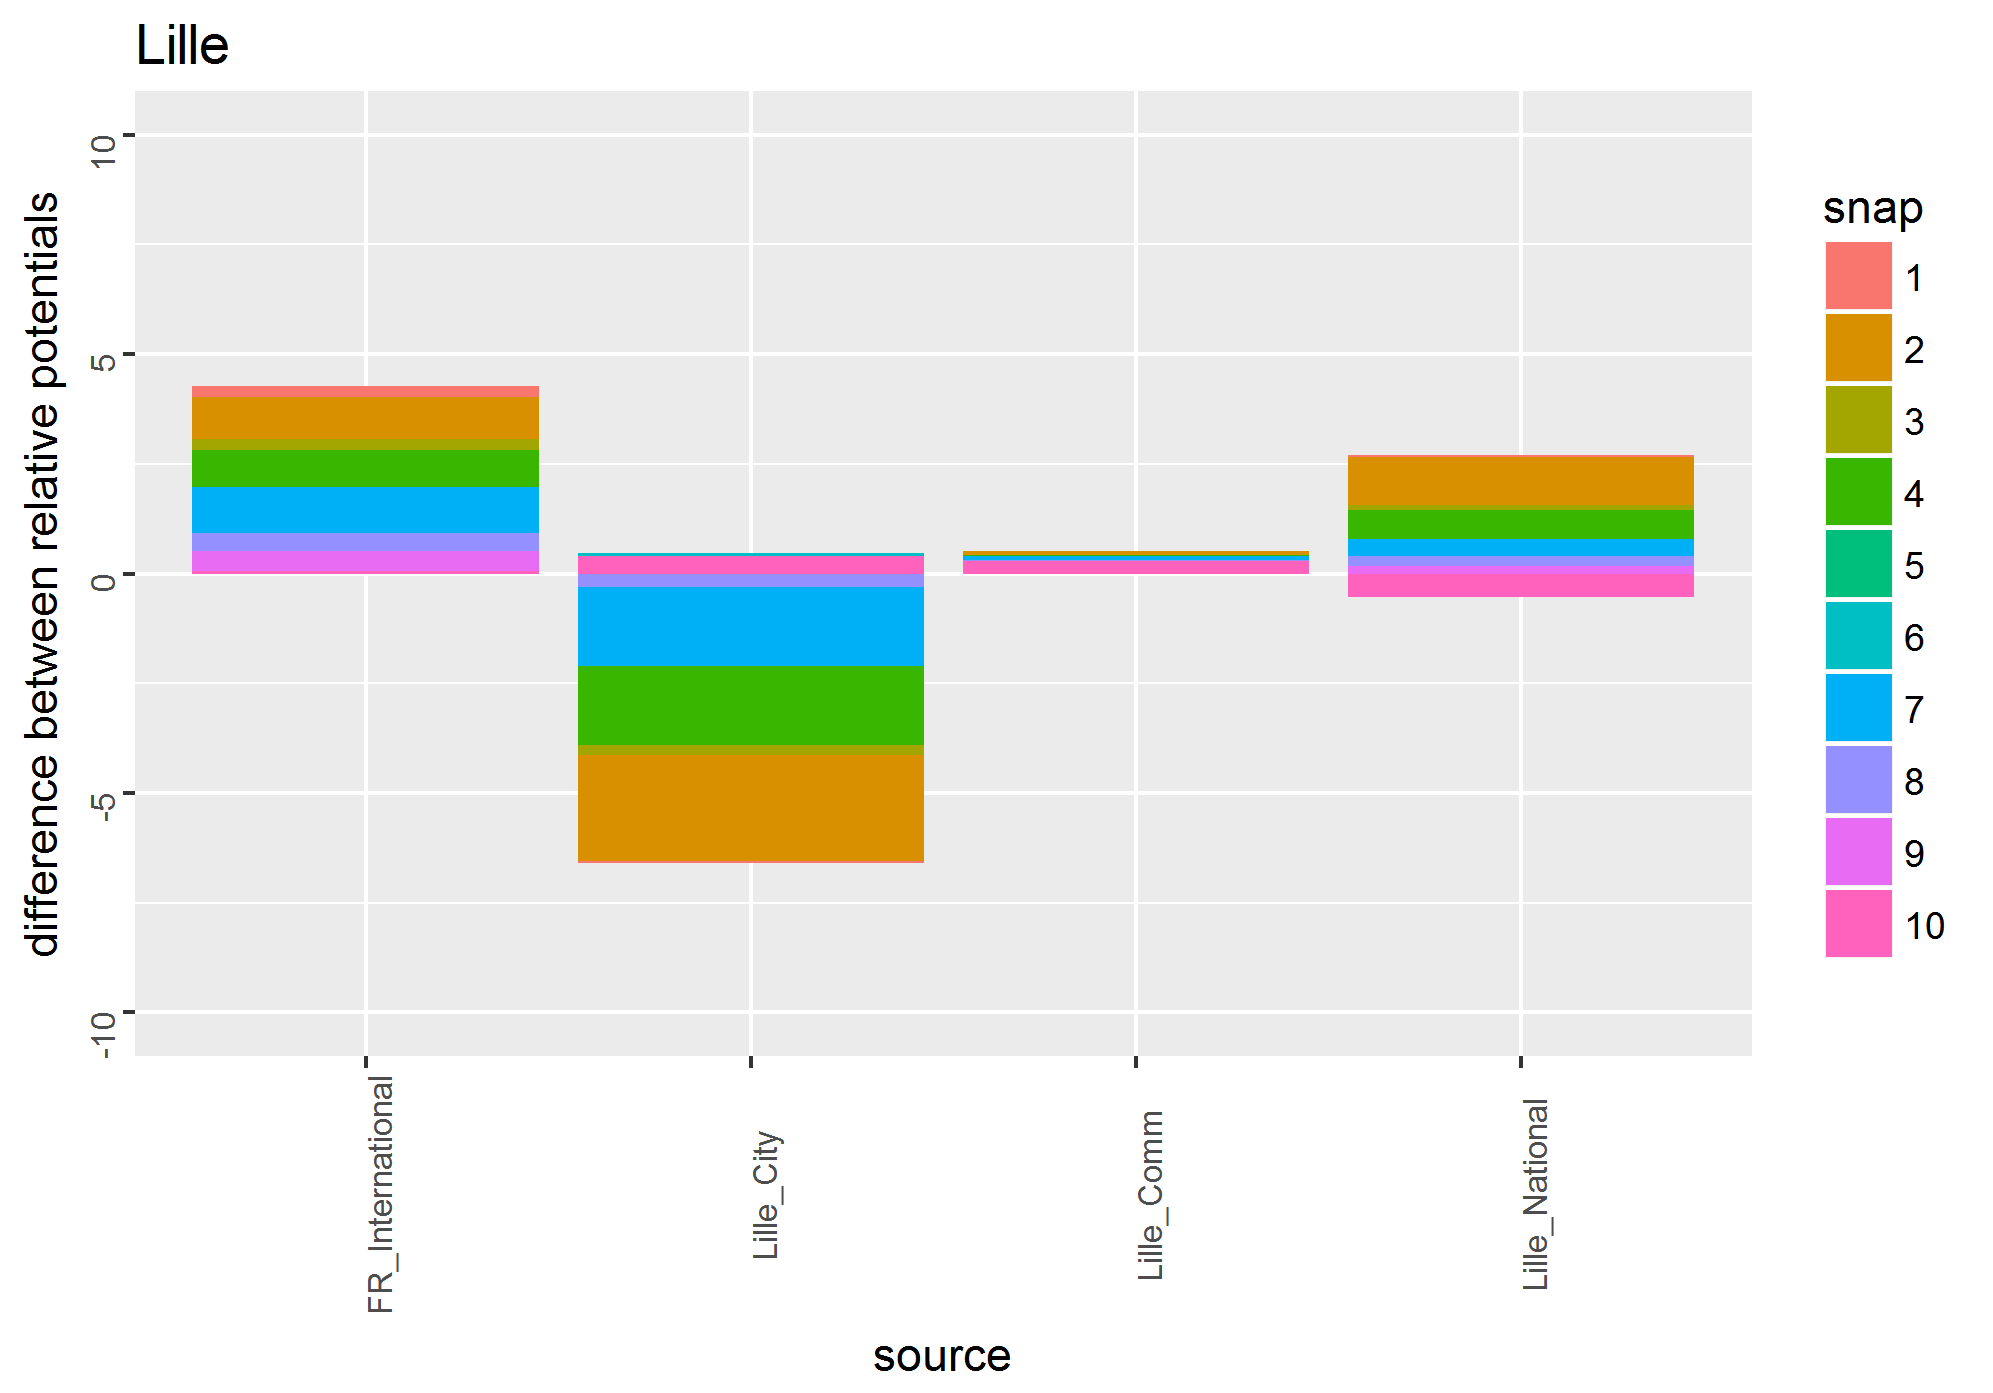 Lille
difference between relative potentials
10
5
0
-5
-10
FR_International
Lille_City
Lille_Comm
Lille_National
source
snap
1
2
3
4
5
6
7
8
9
10